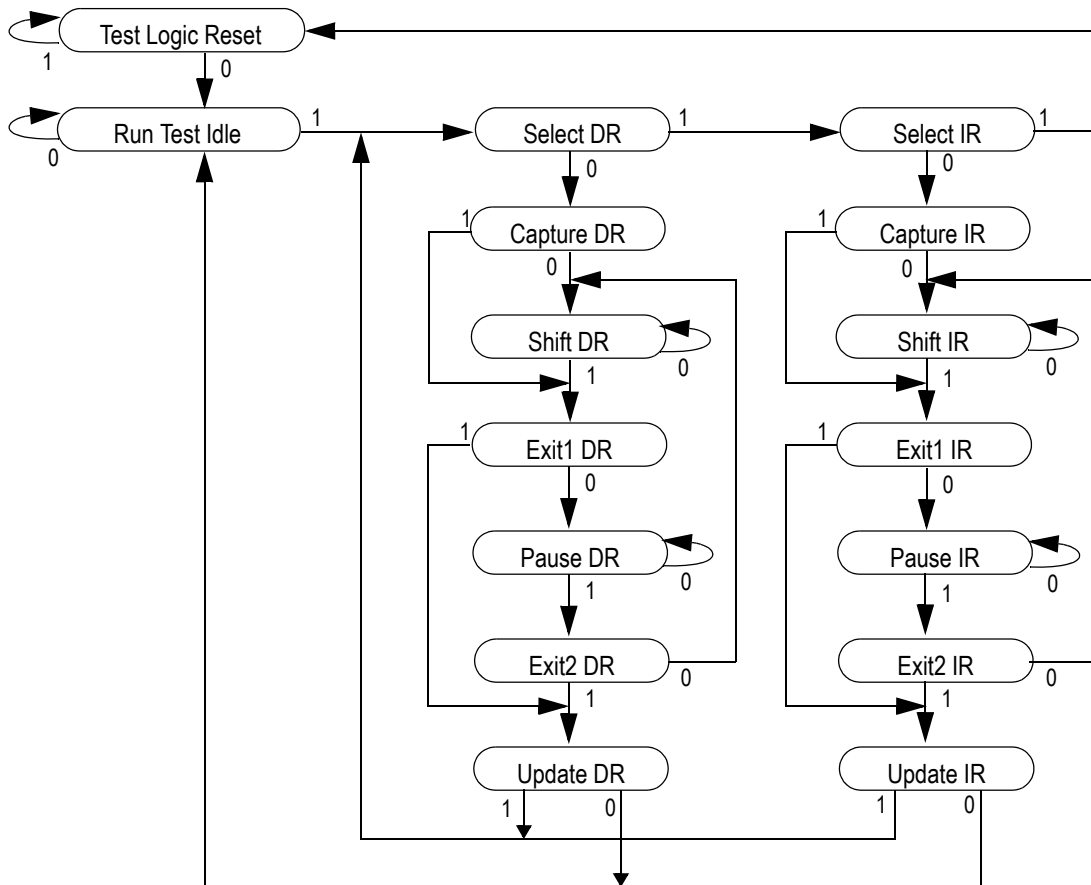 Test Logic Reset
1
0
Run Test Idle
1
Select DR
1
Select IR
1
0
0
0
1
Capture DR
1
Capture IR
0
0
Shift DR
0
Shift IR
0
1
1
1
Exit1 DR
1
Exit1 IR
0
0
Pause DR
0
Pause IR
0
1
1
Exit2 DR
0
Exit2 IR
0
1
1
Update DR
Update IR
1
0
1
0